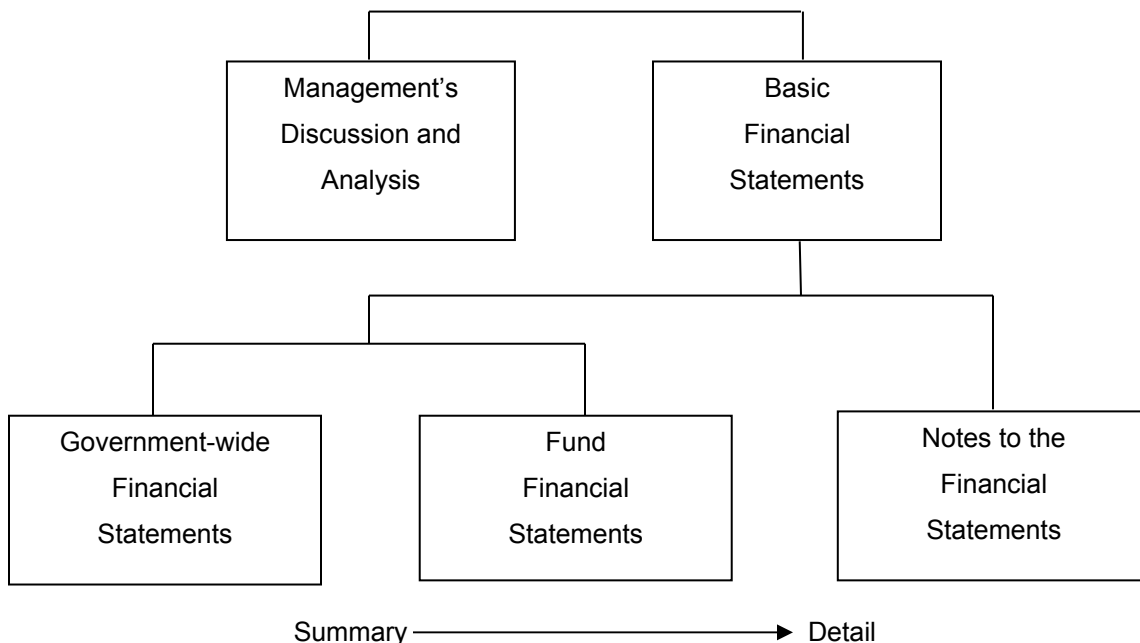 Management’s
Discussion and
Analysis
Basic
Financial
Statements
Government-wide
Financial
Statements
Fund
Financial
Statements
Notes to the
Financial
Statements
Summary
Detail